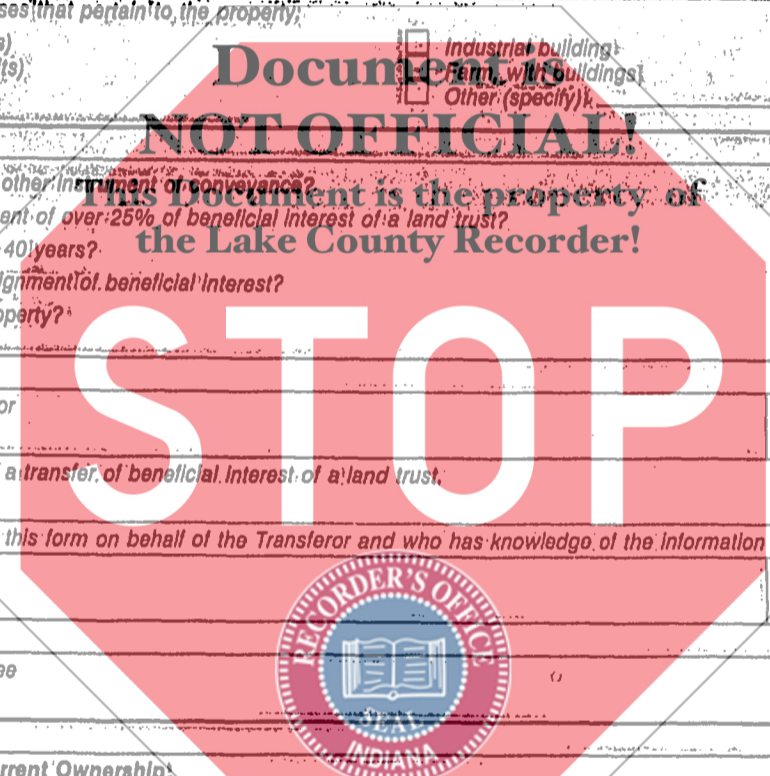 ses that pertain to the property;
s)
Industrial building
ts)
Farm, with buildings
Other (specify)
Document is
NOT OFFICIAL!
other instrument of conveyance?
This Document is the property of
ant of over 25% of beneficial interest of a land trust?
the Lake County Recorder!
40 years?
ignment of beneficial interest?
operty?
STOP
or
a transfer of beneficial interest of a land trust.
this form on behalf of the Transferor and who has knowledge of the information
RECORDER'S OFFICE
SEAL
INDIANA
ee
rrent Ownership